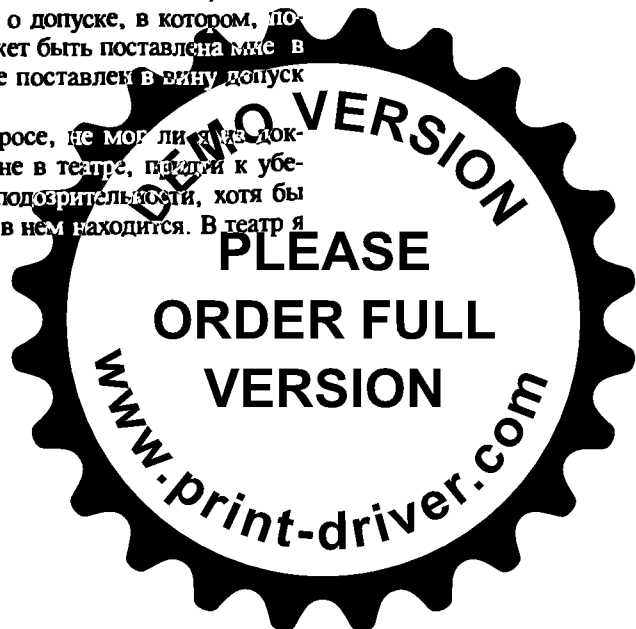 о допуске, в котором, по-
жет быть поставлена мне в
е поставлен в вину допуск
росе, не мог ли я из док-
не в театре, придти к убе-
подозрительности, хотя бы
в нем находится. В театр я
DEMO VERSION
PLEASE
ORDER FULL
VERSION
www.print-driver.com